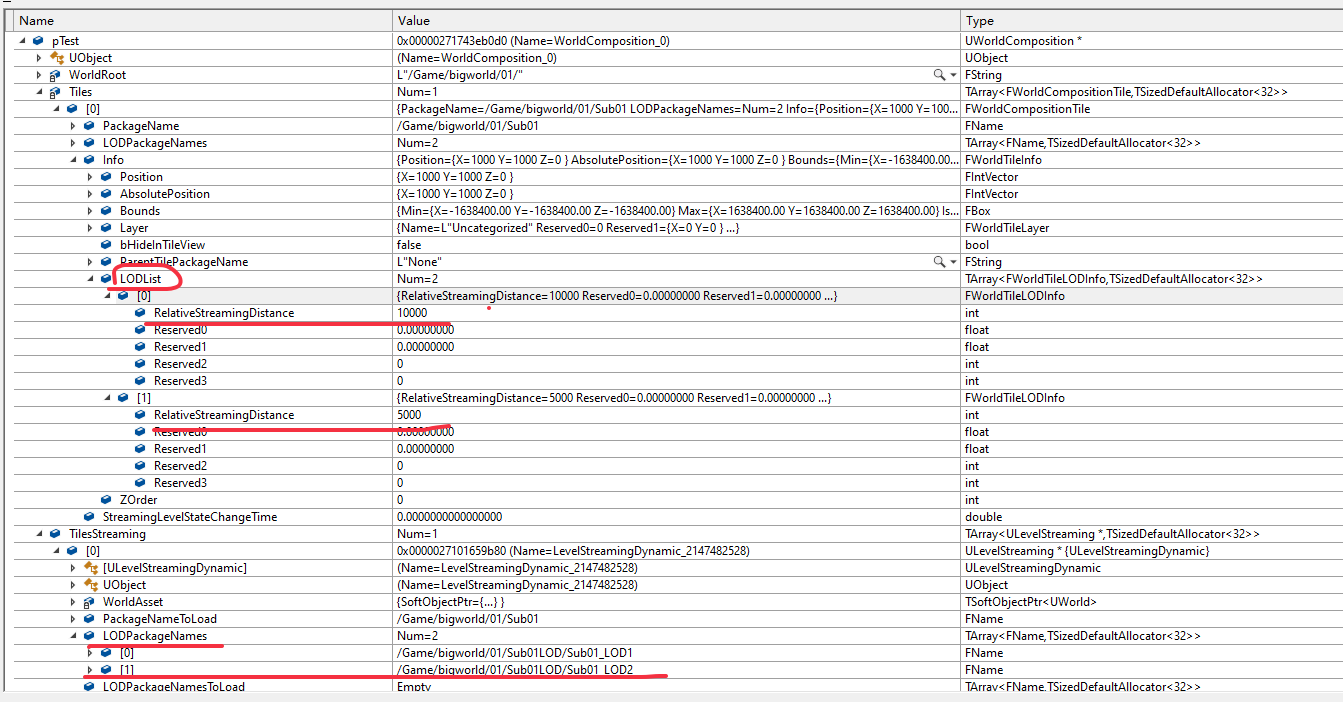 Name Value Type
pTest 0x00000271743eb0d0 (Name=WorldComposition_0) UWorldComposition *
UObject (Name=WorldComposition_0) UObject
WorldRoot L"/Game/bigworld/01/" FString
Tiles Num=1 TArray<FWorldCompositionTile,TSizedDefaultAllocator<32>>
[0] {PackageName=/Game/bigworld/01/Sub01 LODPackageNames=Num=2 Info={Position={X=1000 Y=100... FWorldCompositionTile
PackageName /Game/bigworld/01/Sub01 FName
LODPackageNames Num=2 TArray<FName,TSizedDefaultAllocator<32>>
Info {Position={X=1000 Y=1000 Z=0 } AbsolutePosition={X=1000 Y=1000 Z=0 } Bounds={Min={X=-1638400.00... FWorldTileInfo
Position {X=1000 Y=1000 Z=0 } FIntVector
AbsolutePosition {X=1000 Y=1000 Z=0 } FIntVector
Bounds {Min={X=-1638400.00 Y=-1638400.00 Z=-1638400.00} Max={X=1638400.00 Y=1638400.00 Z=1638400.00} Is... FBox
Layer {Name=L"Uncategorized" Reserved0=0 Reserved1={X=0 Y=0 } ...} FWorldTileLayer
bHideInTileView false bool
ParentTilePackageName L"None" FString
LODList Num=2 TArray<FWorldTileLODInfo,TSizedDefaultAllocator<32>>
[0] {RelativeStreamingDistance=10000 Reserved0=0.00000000 Reserved1=0.00000000 ...} FWorldTileLODInfo
RelativeStreamingDistance 10000 int
Reserved0 0.00000000 float
Reserved1 0.00000000 float
Reserved2 0 int
Reserved3 0 int
[1] {RelativeStreamingDistance=5000 Reserved0=0.00000000 Reserved1=0.00000000 ...} FWorldTileLODInfo
RelativeStreamingDistance 5000 int
Reserved0 0.00000000 float
Reserved1 0.00000000 float
Reserved2 0 int
Reserved3 0 int
ZOrder 0 int
StreamingLevelStateChangeTime 0.0000000000000000 double
TilesStreaming Num=1 TArray<ULevelStreaming *,TSizedDefaultAllocator<32>>
[0] 0x0000027101659b80 (Name=LevelStreamingDynamic_2147482528) ULevelStreaming * {ULevelStreamingDynamic}
[ULevelStreamingDynamic] (Name=LevelStreamingDynamic_2147482528) ULevelStreamingDynamic
UObject (Name=LevelStreamingDynamic_2147482528) UObject
WorldAsset {SoftObjectPtr={...} } TSoftObjectPtr<UWorld>
PackageNameToLoad /Game/bigworld/01/Sub01 FName
LODPackageNames Num=2 TArray<FName,TSizedDefaultAllocator<32>>
[0] /Game/bigworld/01/Sub01LOD/Sub01_LOD1 FName
[1] /Game/bigworld/01/Sub01LOD/Sub01_LOD2 FName
LODPackageNamesToLoad Empty TArray<FName,TSizedDefaultAllocator<32>>